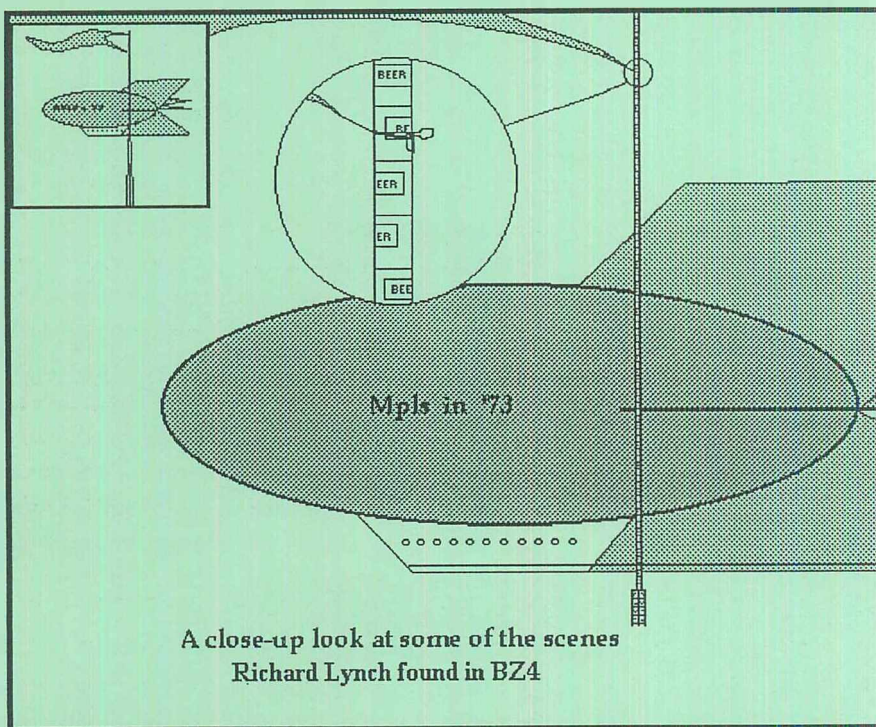 BEER
BE
EER
ER
BEE
Mpls in '73
A close-up look at some of the scenes
Richard Lynch found in BZ4